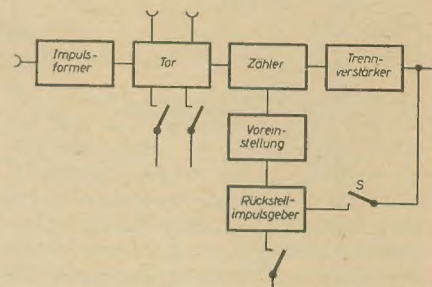 Impuls-
former
Tor
Zähler
Trenn-
verstärker
Vorein-
stellung
Rückstell-
impulsgeber
S